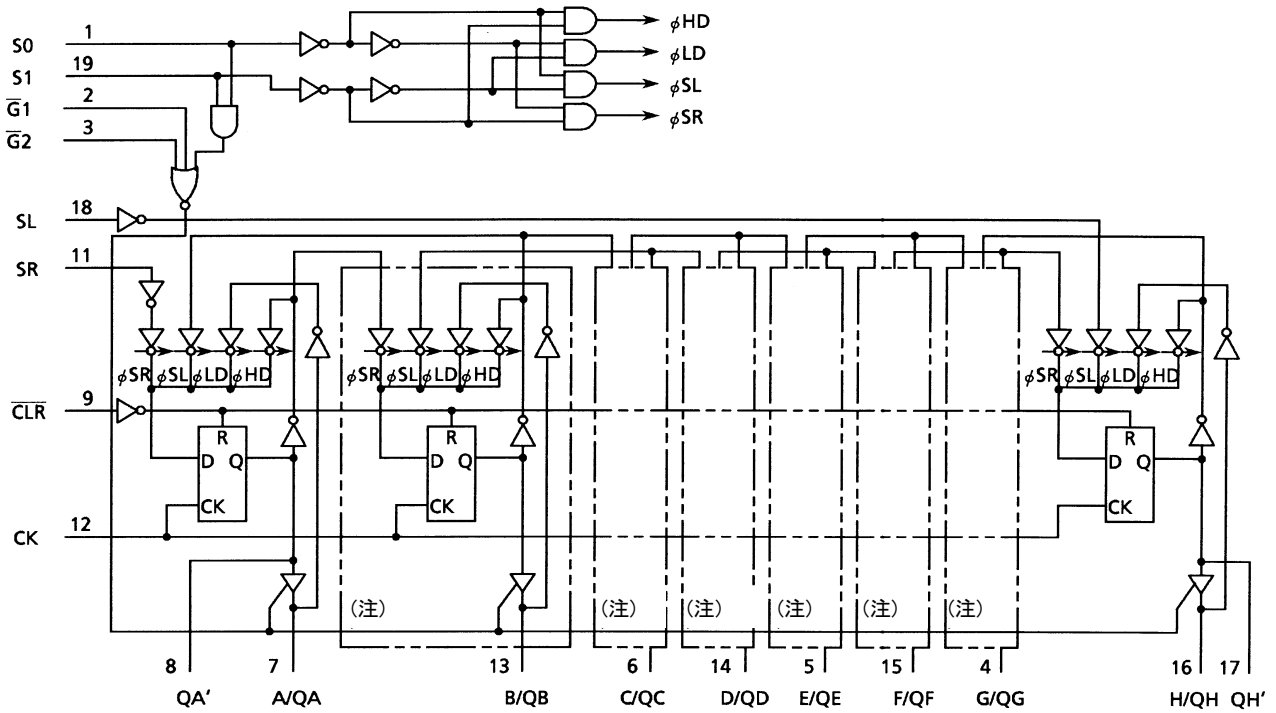 S0 1
S1 19
G̅1 2
G̅2 3
φHD
φLD
φSL
φSR
SL 18
SR 11
φSR φSL φLD φHD
φSR φSL φLD φHD
φSR φSL φLD φHD
C̅L̅R̅ 9
R
D Q
CK
R
D Q
CK
R
D Q
CK
CK 12
(注)
(注)
(注)
(注)
(注)
(注)
8 7 13 6 14 5 15 4 16 17
QA' A/QA B/QB C/QC D/QD E/QE F/QF G/QG H/QH QH'